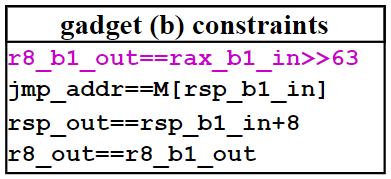 gadget (b) constraints
r8_b1_out==rax_b1_in>>63
jmp_addr==M[rsp_b1_in]
rsp_out==rsp_b1_in+8
r8_out==r8_b1_out